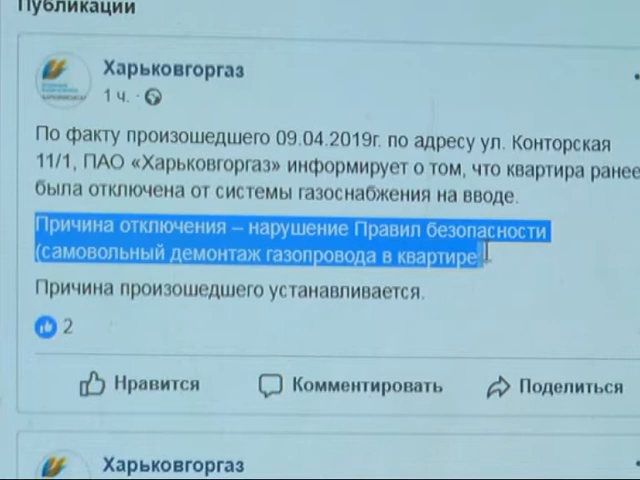 Публикации
Харьковгоргаз
1 ч.
По факту произошедшего 09.04.2019г. по адресу ул. Конторская
11/1, ПАО «Харьковгоргаз» информирует о том, что квартира ранее
была отключена от системы газоснабжения на вводе.
Причина отключения – нарушение Правил безопасности
(самовольный демонтаж газопровода в квартире
Причина произошедшего устанавливается.
2
Нравится Комментировать Поделиться
Харьковгоргаз